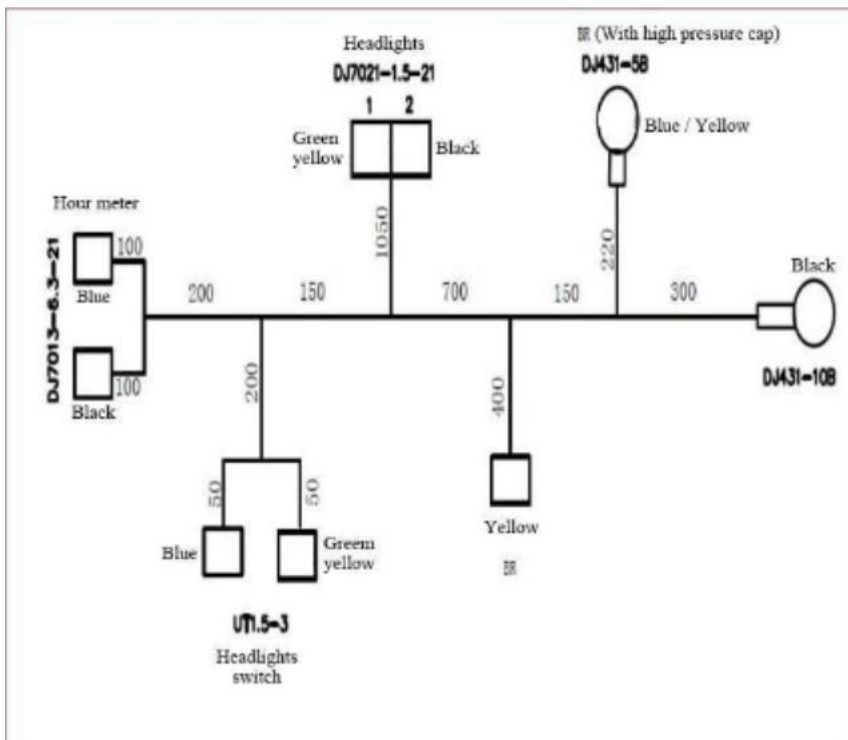 Headlights
DJ7021-1.5-21
1 2
Green
yellow
Black
(With high pressure cap)
DJ431-5B
Blue / Yellow
Hour meter
DJ7013-6.3-21
100
Blue
100
Black
200
150
1050
700
150
220
300
Black
DJ431-10B
200
50
50
Blue
Greem
yellow
UT1.5-3
Headlights
switch
400
Yellow